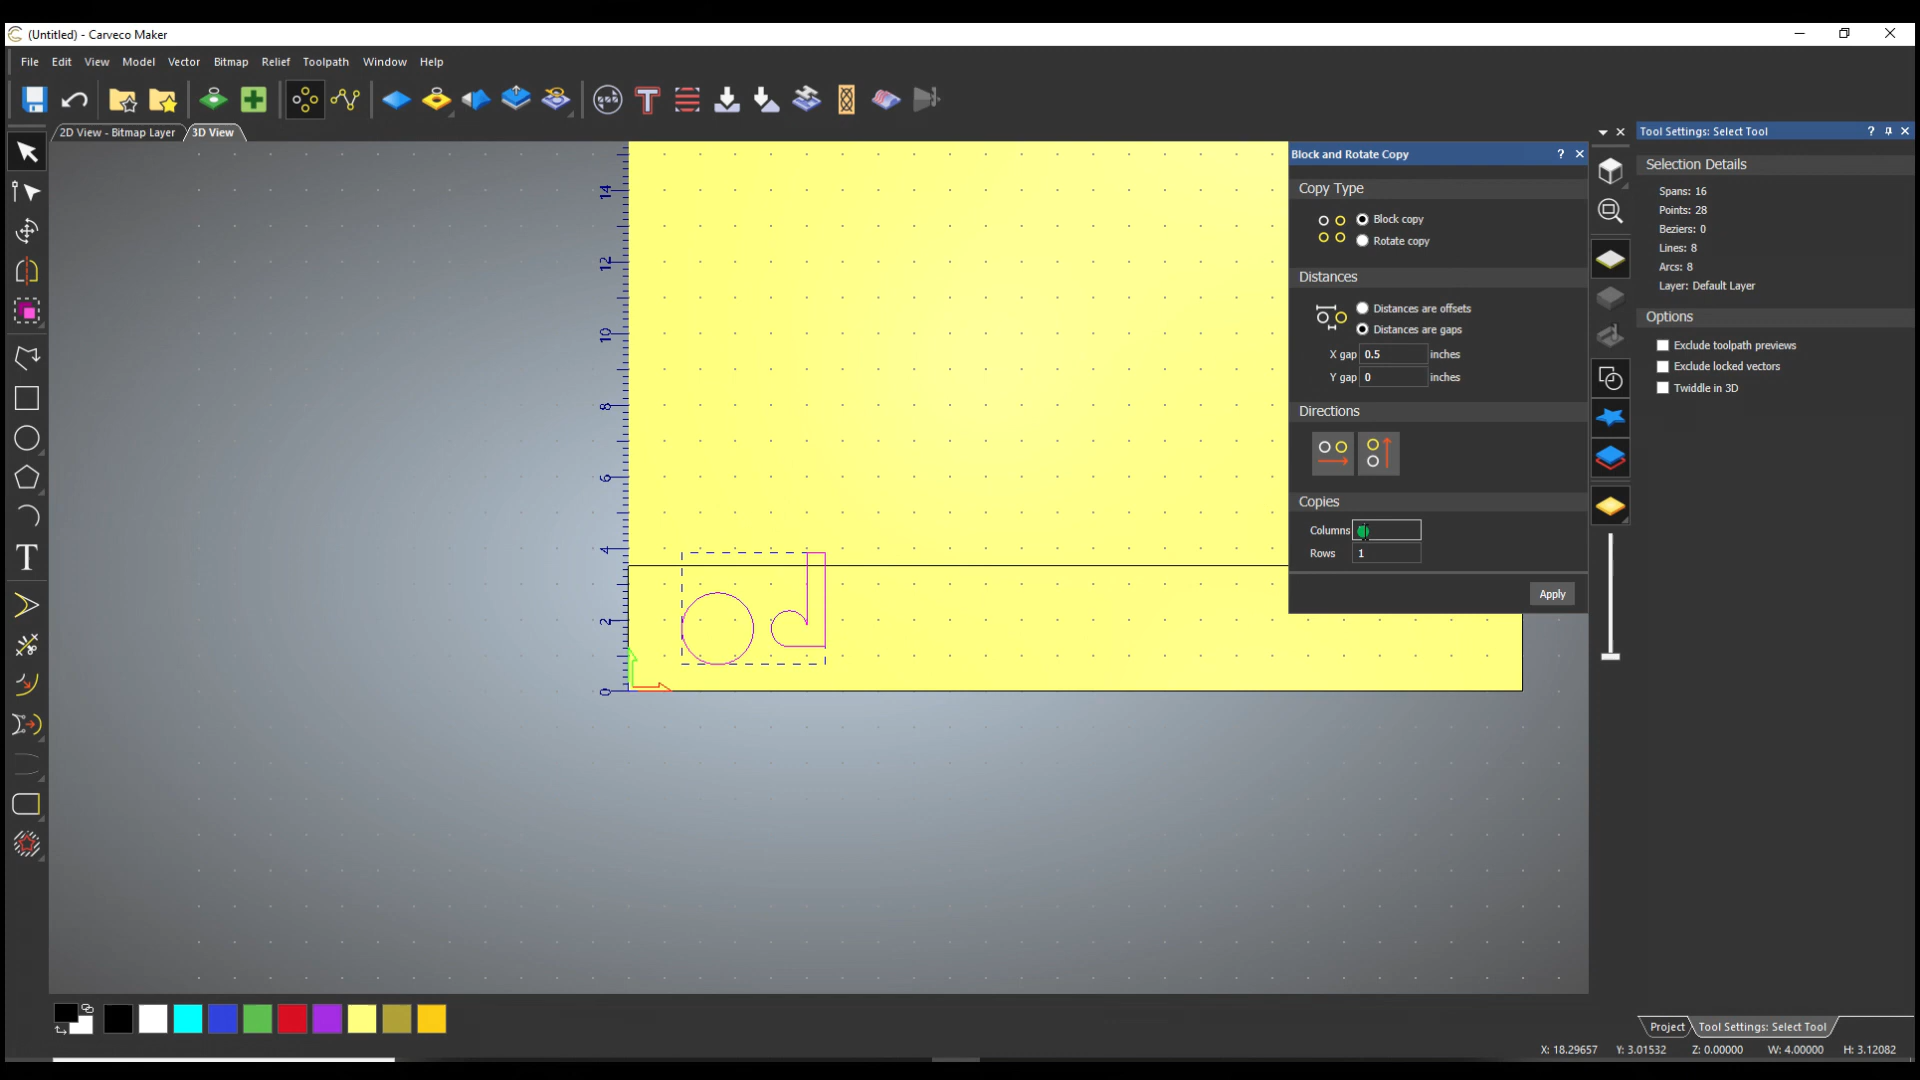 (Untitled) - Carveco Maker
File Edit View Model Vector Bitmap Relief Toolpath Window Help
2D View - Bitmap Layer
3D View
14
12
10
8
6
4
2
0
Block and Rotate Copy ?
Copy Type
Block copy
Rotate copy
Distances
Distances are offsets
Distances are gaps
X gap 0.5 inches
Y gap 0 inches
Directions
Copies
Columns
Rows 1
Apply
Tool Settings: Select Tool ?
Selection Details
Spans: 16
Points: 28
Beziers: 0
Lines: 8
Arcs: 8
Layer: Default Layer
Options
Exclude toolpath previews
Exclude locked vectors
Twiddle in 3D
Project
Tool Settings: Select Tool
X: 18.29657 Y: 3.01532 Z: 0.00000 W: 4.00000 H: 3.12082